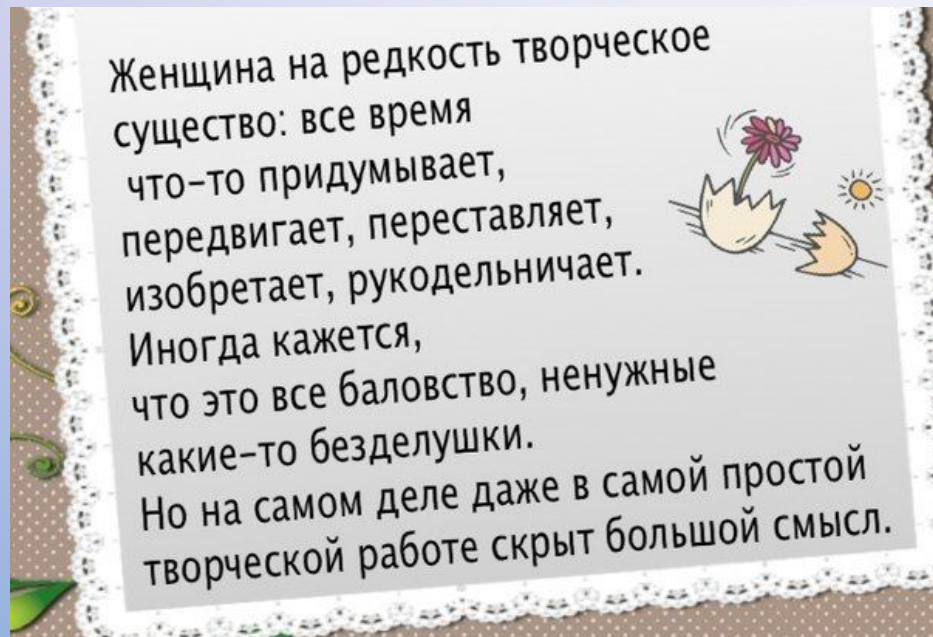 Женщина на редкость творческое
существо: все время
что-то придумывает,
передвигает, переставляет,
изобретает, рукодельничает.
Иногда кажется,
что это все баловство, ненужные
какие-то безделушки.
Но на самом деле даже в самой простой
творческой работе скрыт большой смысл.